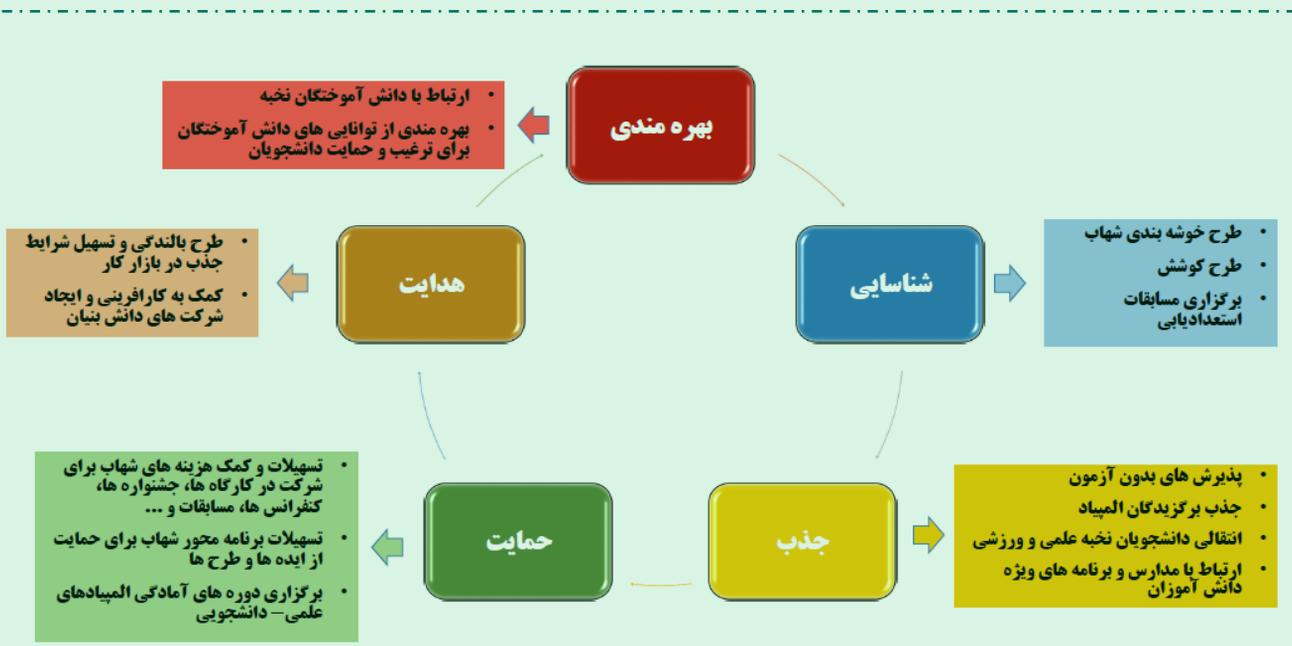 بهره مندی
• ارتباط با دانش آموختگان نخبه
• بهره مندی از توانایی های دانش آموختگان
برای ترغیب و حمایت دانشجویان
شناسایی
• طرح خوشه بندی شهاب
• طرح کوشش
• برگزاری مسابقات
استعدادیابی
جذب
• پذیرش های بدون آزمون
• جذب برگزیدگان المپیاد
• انتقالی دانشجویان نخبه علمی و ورزشی
• ارتباط با مدارس و برنامه های ویژه
دانش آموزان
حمایت
• تسهیلات و کمک هزینه های شهاب برای
شرکت در کارگاه ها، جشنواره ها،
کنفرانس ها، مسابقات و ...
• تسهیلات برنامه محور شهاب برای حمایت
از ایده ها و طرح ها
• برگزاری دوره های آمادگی المپیادهای
علمی– دانشجویی
هدایت
• طرح بالندگی و تسهیل شرایط
جذب در بازار کار
• کمک به کارافرینی و ایجاد
شرکت های دانش بنیان